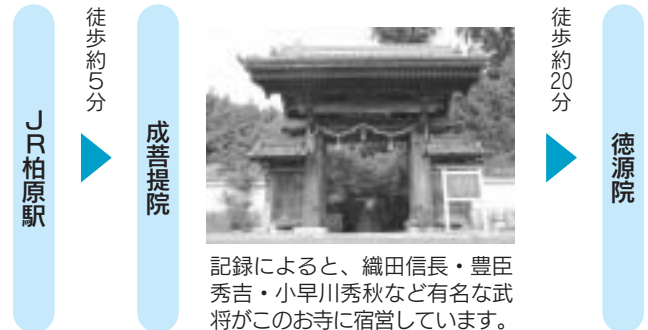 JR柏原駅
徒歩約5分
成菩提院
記録によると、織田信長・豊臣
秀吉・小早川秀秋など有名な武
将がこのお寺に宿営しています。
徒歩約20分
徳源院